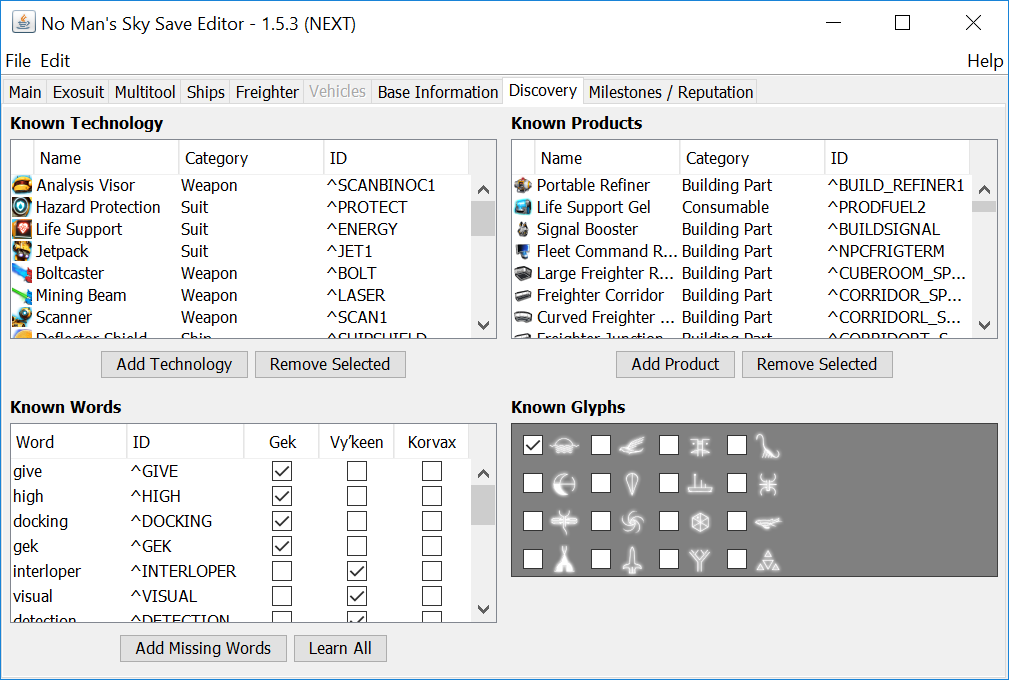 No Man's Sky Save Editor - 1.5.3 (NEXT)
File Edit Help
Main Exosuit Multitool Ships Freighter Vehicles Base Information Discovery Milestones / Reputation
Known Technology
Name Category ID
Analysis Visor Weapon ^SCANBINOC1
Hazard Protection Suit ^PROTECT
Life Support Suit ^ENERGY
Jetpack Suit ^JET1
Boltcaster Weapon ^BOLT
Mining Beam Weapon ^LASER
Scanner Weapon ^SCAN1
Deflector Shield Ship ^SHIPSHIELD
Add Technology Remove Selected
Known Products
Name Category ID
Portable Refiner Building Part ^BUILD_REFINER1
Life Support Gel Consumable ^PRODFUEL2
Signal Booster Building Part ^BUILDSIGNAL
Fleet Command R... Building Part ^NPCFRIGTERM
Large Freighter R... Building Part ^CUBEROOM_SP...
Freighter Corridor Building Part ^CORRIDOR_SP...
Curved Freighter ... Building Part ^CORRIDORL_S...
Freighter Junction Building Part ^CORRIDORT_S...
Add Product Remove Selected
Known Words
Word ID Gek Vy'keen Korvax
give ^GIVE
high ^HIGH
docking ^DOCKING
gek ^GEK
interloper ^INTERLOPER
visual ^VISUAL
detection ^DETECTION
Add Missing Words Learn All
Known Glyphs